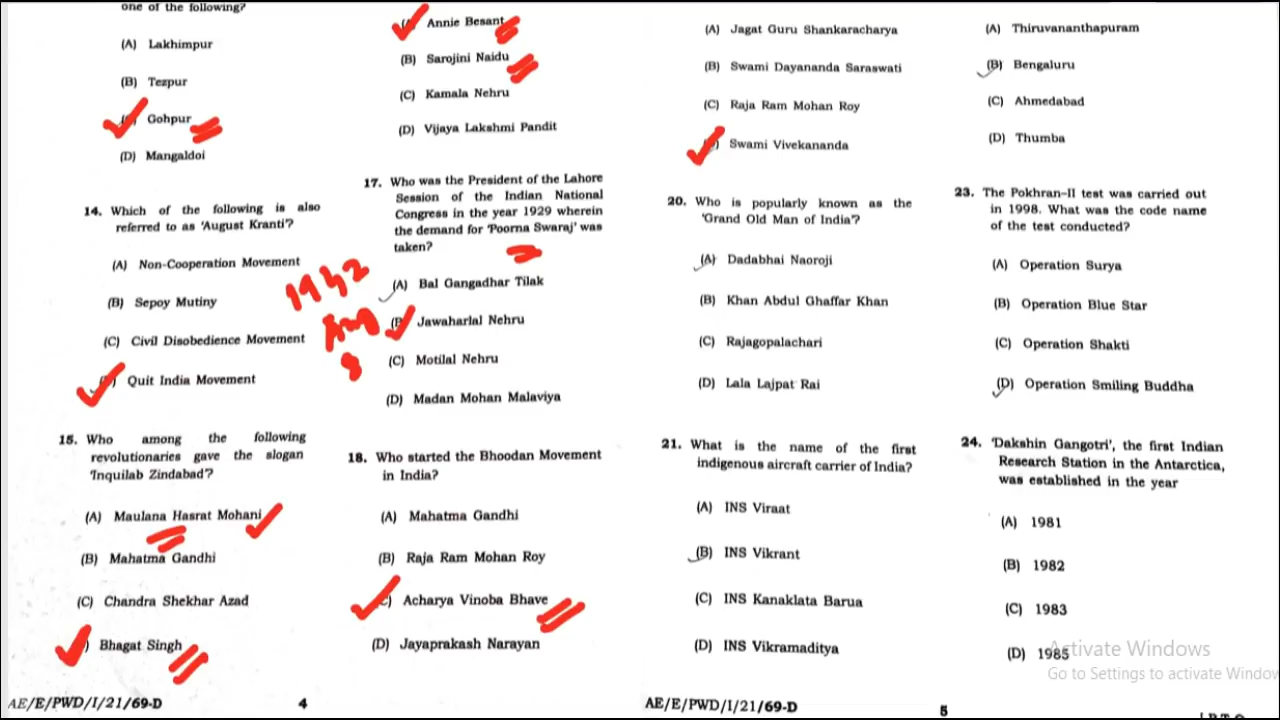 one of the following?
(A) Lakhimpur
(B) Tezpur
Gohpur
(D) Mangaldoi
14. Which of the following is also
referred to as 'August Kranti'?
(A) Non-Cooperation Movement
(B) Sepoy Mutiny
(C) Civil Disobedience Movement
Quit India Movement
15. Who among the following
revolutionaries gave the slogan
'Inquilab Zindabad'?
(A) Maulana Hasrat Mohani
(B) Mahatma Gandhi
(C) Chandra Shekhar Azad
Bhagat Singh
AE/E/PWD/I/21/69-D
4
Annie Besant
(B) Sarojini Naidu
(C) Kamala Nehru
(D) Vijaya Lakshmi Pandit
17. Who was the President of the Lahore
Session of the Indian National
Congress in the year 1929 wherein
the demand for 'Poorna Swaraj' was
taken?
(A) Bal Gangadhar Tilak
(B) Jawaharlal Nehru
(C) Motilal Nehru
(D) Madan Mohan Malaviya
1942
Aug
8
18. Who started the Bhoodan Movement
in India?
(A) Mahatma Gandhi
(B) Raja Ram Mohan Roy
(C) Acharya Vinoba Bhave
(D) Jayaprakash Narayan
(A) Jagat Guru Shankaracharya
(B) Swami Dayananda Saraswati
(C) Raja Ram Mohan Roy
Swami Vivekananda
20. Who is popularly known as the
'Grand Old Man of India'?
(A) Dadabhai Naoroji
(B) Khan Abdul Ghaffar Khan
(C) Rajagopalachari
(D) Lala Lajpat Rai
21. What is the name of the first
indigenous aircraft carrier of India?
(A) INS Viraat
(B) INS Vikrant
(C) INS Kanaklata Barua
(D) INS Vikramaditya
AE/E/PWD/I/21/69-D
5
(A) Thiruvananthapuram
(B) Bengaluru
(C) Ahmedabad
(D) Thumba
23. The Pokhran-II test was carried out
in 1998. What was the code name
of the test conducted?
(A) Operation Surya
(B) Operation Blue Star
(C) Operation Shakti
(D) Operation Smiling Buddha
24. 'Dakshin Gangotri', the first Indian
Research Station in the Antarctica,
was established in the year
(A) 1981
(B) 1982
(C) 1983
(D) 1985
Activate Windows
Go to Settings to activate Window